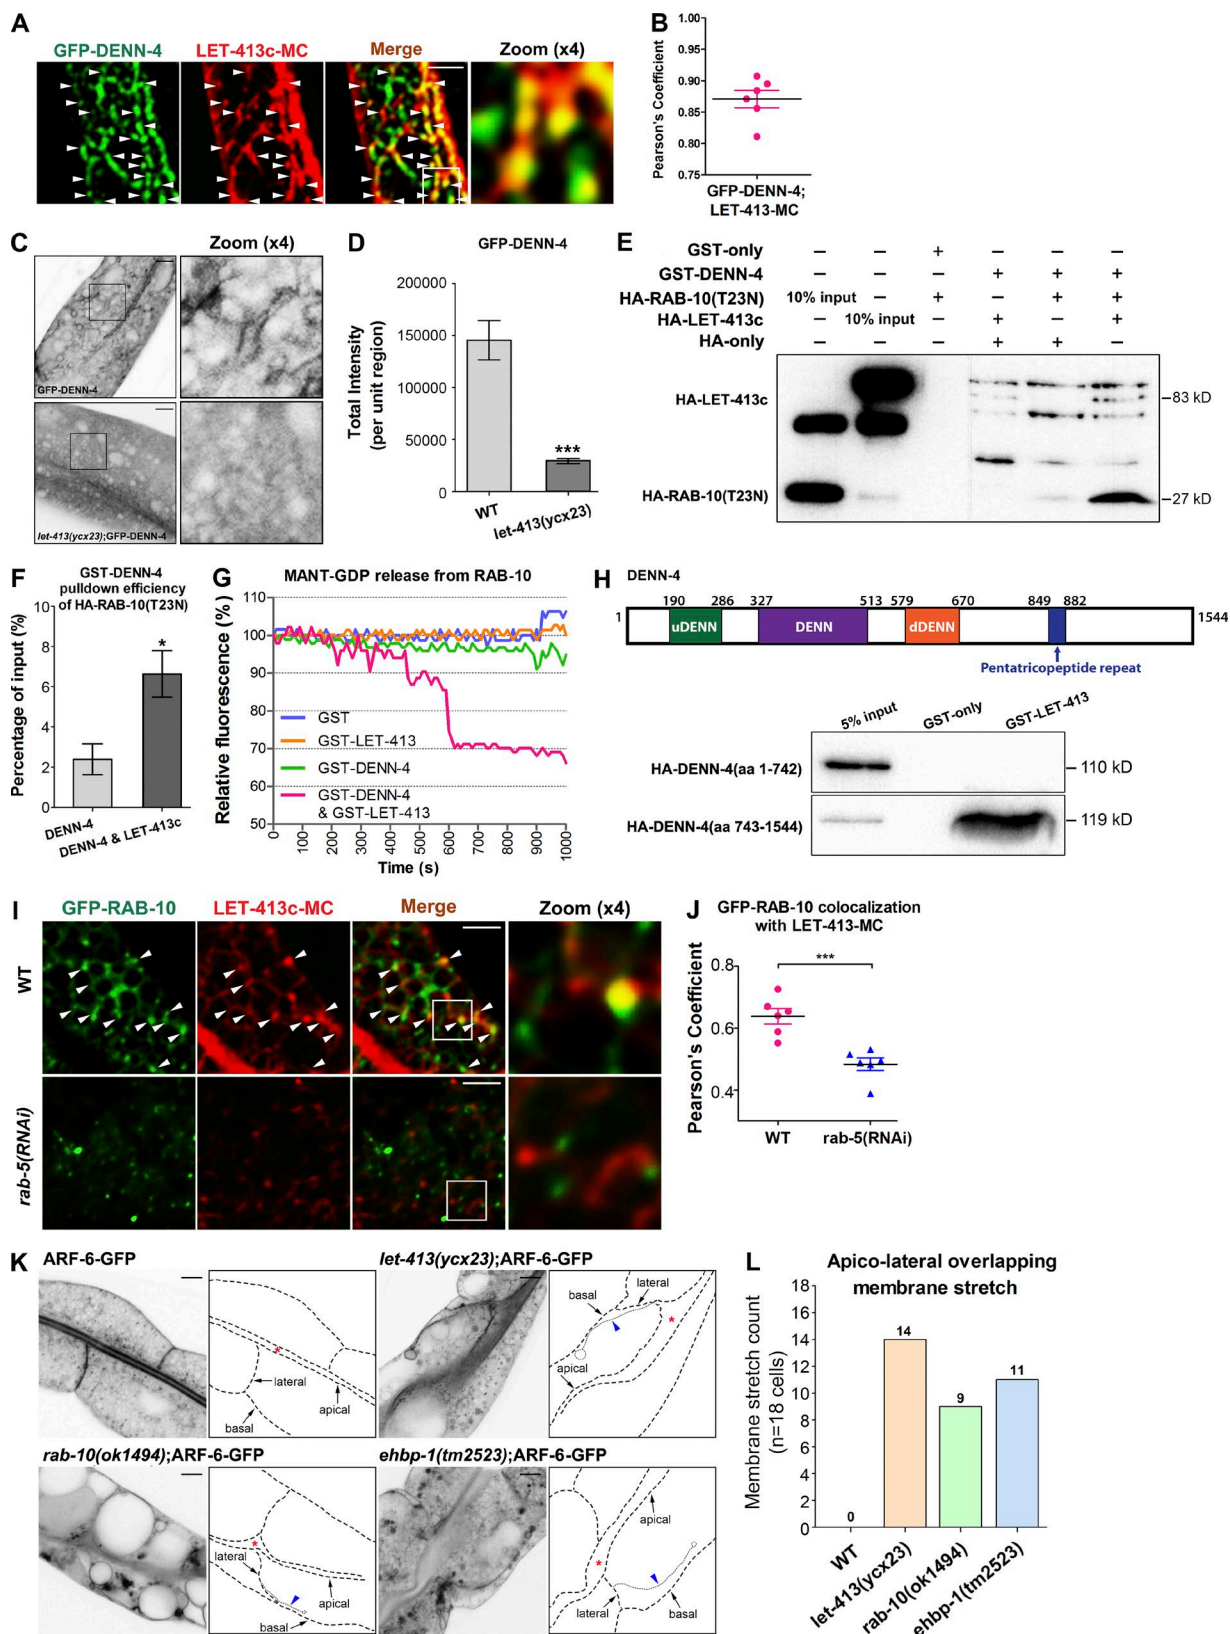 A
GFP-DENN-4 LET-413c-MC Merge Zoom (x4)
B
Pearson's Coefficient
1.00
0.95
0.90
0.85
0.80
0.75
GFP-DENN-4;
LET-413-MC
C
Zoom (x4)
GFP-DENN-4
let-413(ycx23);GFP-DENN-4
D
GFP-DENN-4
Total Intensity
(per unit region)
200000
150000
100000
50000
0
***
WT
let-413(ycx23)
E
GST-only – – + – – –
GST-DENN-4 – – – + + +
HA-RAB-10(T23N) 10% input – + – + +
HA-LET-413c – 10% input – + – +
HA-only – – – + + –
HA-LET-413c
HA-RAB-10(T23N)
83 kD
27 kD
F
GST-DENN-4
pulldown efficiency
of HA-RAB-10(T23N)
Percentage of input (%)
10
8
6
4
2
0
*
DENN-4
DENN-4 & LET-413c
G
MANT-GDP release from RAB-10
Relative fluorescence (%)
110
100
90
80
70
60
50
GST
GST-LET-413
GST-DENN-4
GST-DENN-4
& GST-LET-413
0 100 200 300 400 500 600 700 800 900 1000
Time (s)
H
DENN-4
190 286 327 513 579 670 849 882
1 uDENN DENN dDENN 1544
Pentatricopeptide repeat
5% input GST-only GST-LET-413
HA-DENN-4(aa 1-742) 110 kD
HA-DENN-4(aa 743-1544) 119 kD
I
GFP-RAB-10 LET-413c-MC Merge Zoom (x4)
WT
rab-5(RNAi)
J
GFP-RAB-10 colocalization
with LET-413-MC
Pearson's Coefficient
0.8
0.6
0.4
***
WT rab-5(RNAi)
K
ARF-6-GFP
lateral
apical
basal
let-413(ycx23);ARF-6-GFP
lateral
basal
*
apical
rab-10(ok1494);ARF-6-GFP
*
lateral
apical
basal
ehbp-1(tm2523);ARF-6-GFP
apical
*
lateral
basal
L
Apico-lateral overlapping
membrane stretch
Membrane stretch count
(n=18 cells)
18
16
14
12
10
8
6
4
2
0
0
14
9
11
WT
let-413(ycx23)
rab-10(ok1494)
ehbp-1(tm2523)